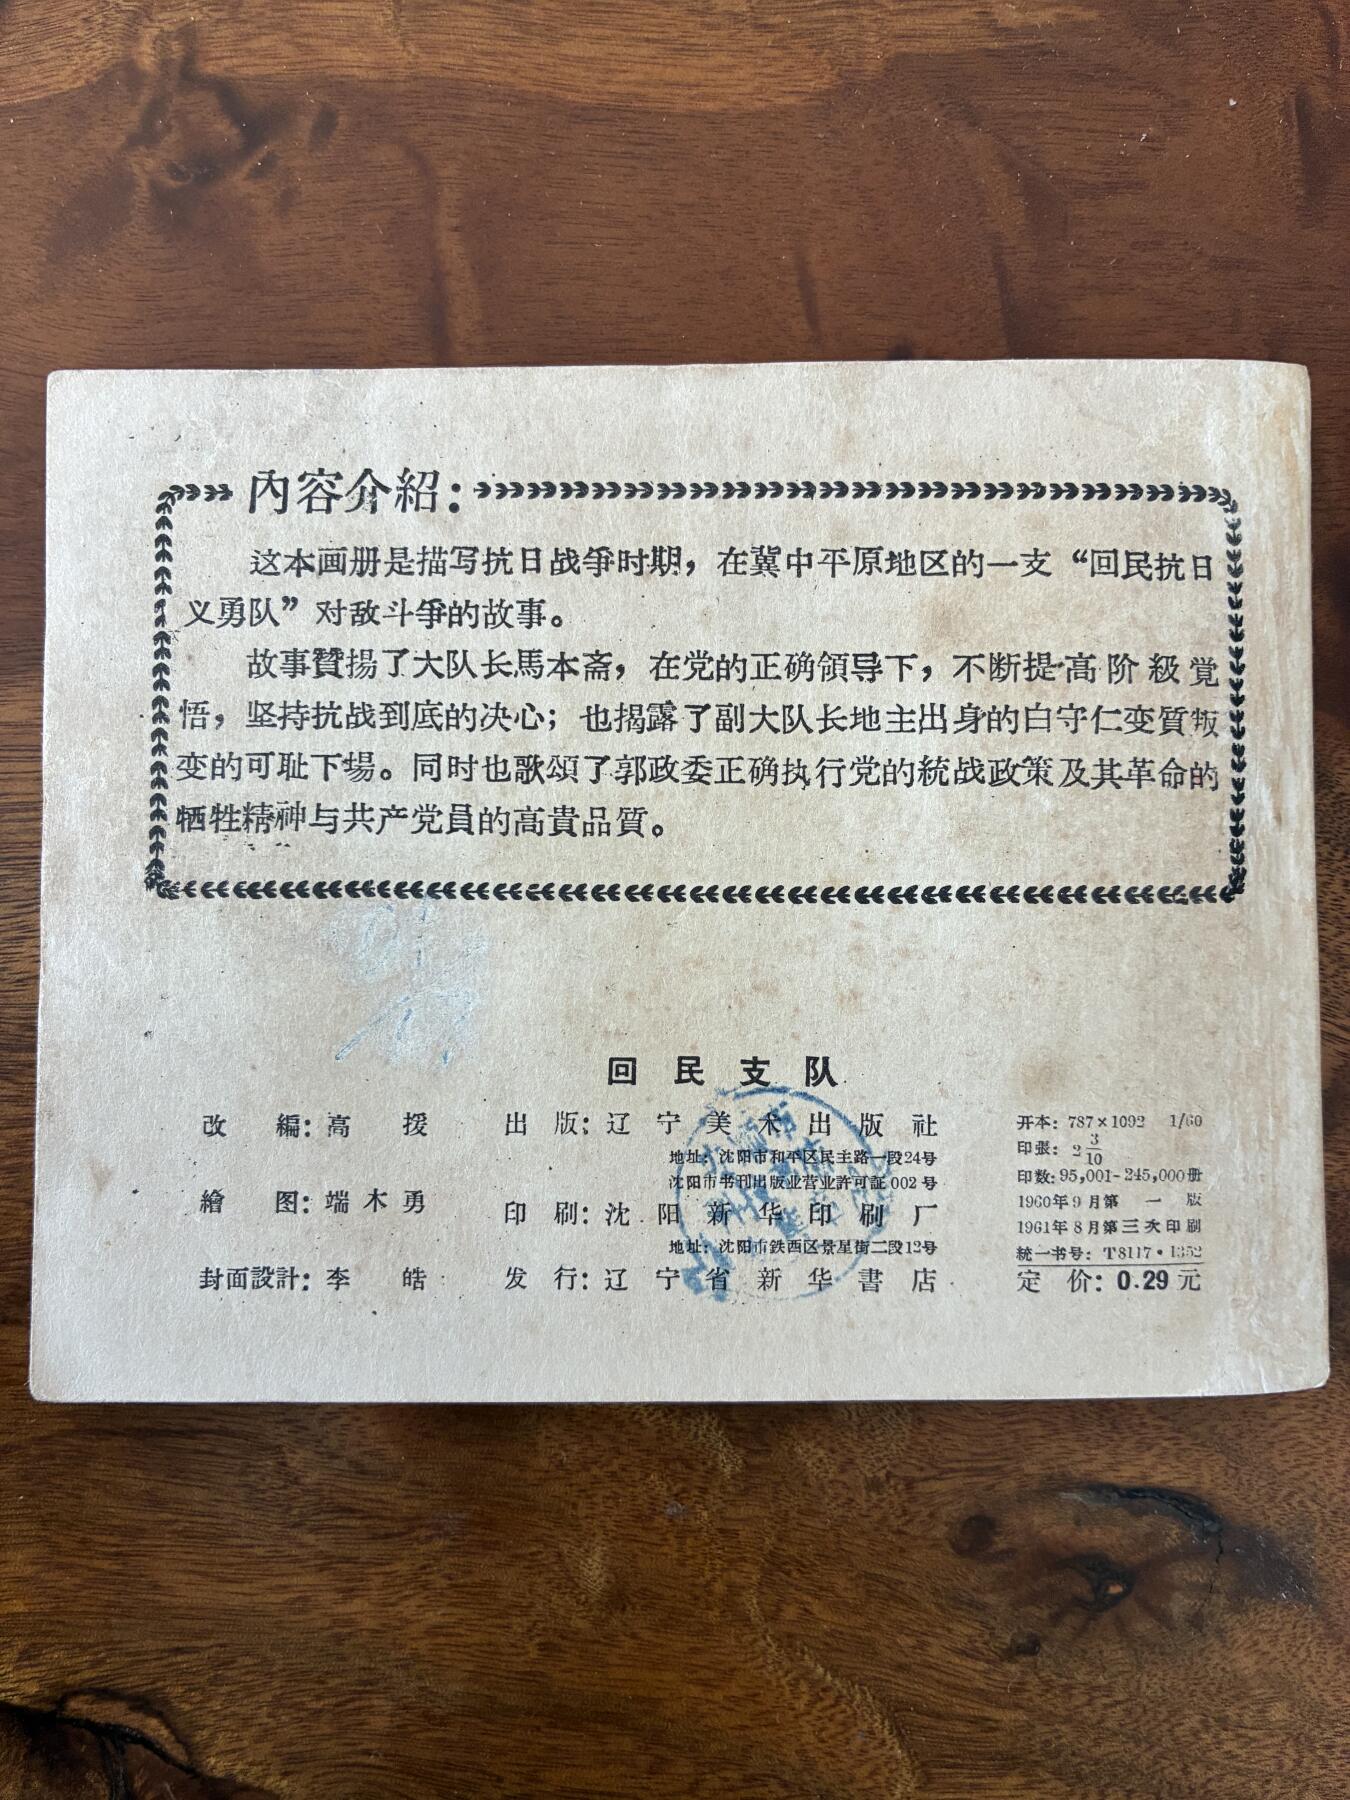 內容介紹：
这本画册是描写抗日战爭时期，在冀中平原地区的一支“回民抗日
义勇队”对敌斗爭的故事。
故事贊揚了大队长馬本斎，在党的正确領导下，不断提高阶級覚
悟，坚持抗战到底的决心；也揭露了副大队长地主出身的白守仁变質叛
变的可耻下場。同时也歌頌了郭政委正确执行党的統战政策及其革命的
牺牲精神与共产党員的高貴品質。
回民支队
改編：高援
繪图：端木勇
封面設計：李皓
出版：辽宁美术出版社
地址：沈阳市和平区民主路一段24号
沈阳市书刊出版业营业許可証002号
印刷：沈阳新华印刷厂
地址：沈阳市鉄西区景星街二段12号
发行：辽宁省新华書店
开本：787×1092 1/60
印張：2 3/10
印数：95,001-245,000册
1960年9月第一版
1961年8月第三次印刷
統一书号：T8117·1352
定价：0.29元